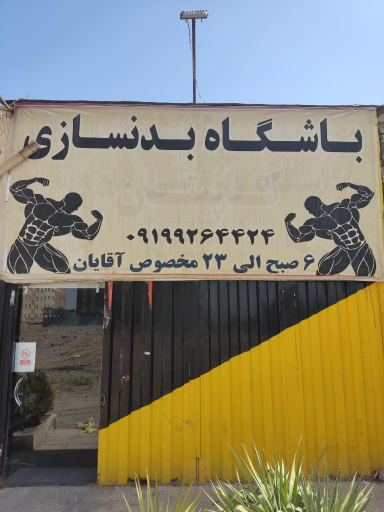 باشگاه بدنسازی
۰۹۱۹۹۲۶۴۴۲۴
۶ صبح الی ۲۳ مخصوص آقایان